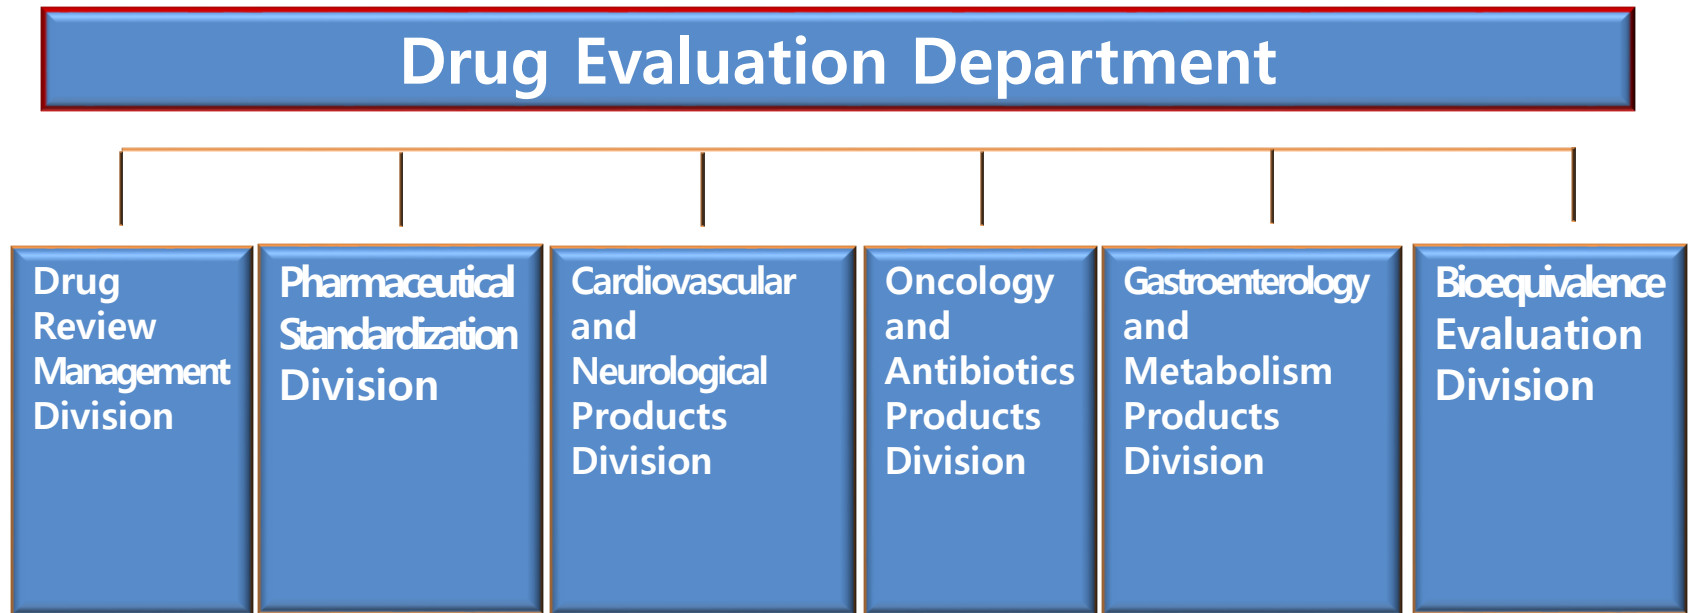 Drug Evaluation Department
Drug
Review
Management
Division
Pharmaceutical
Standardization
Division
Cardiovascular
and
Neurological
Products
Division
Oncology
and
Antibiotics
Products
Division
Gastroenterology
and
Metabolism
Products
Division
Bioequivalence
Evaluation
Division